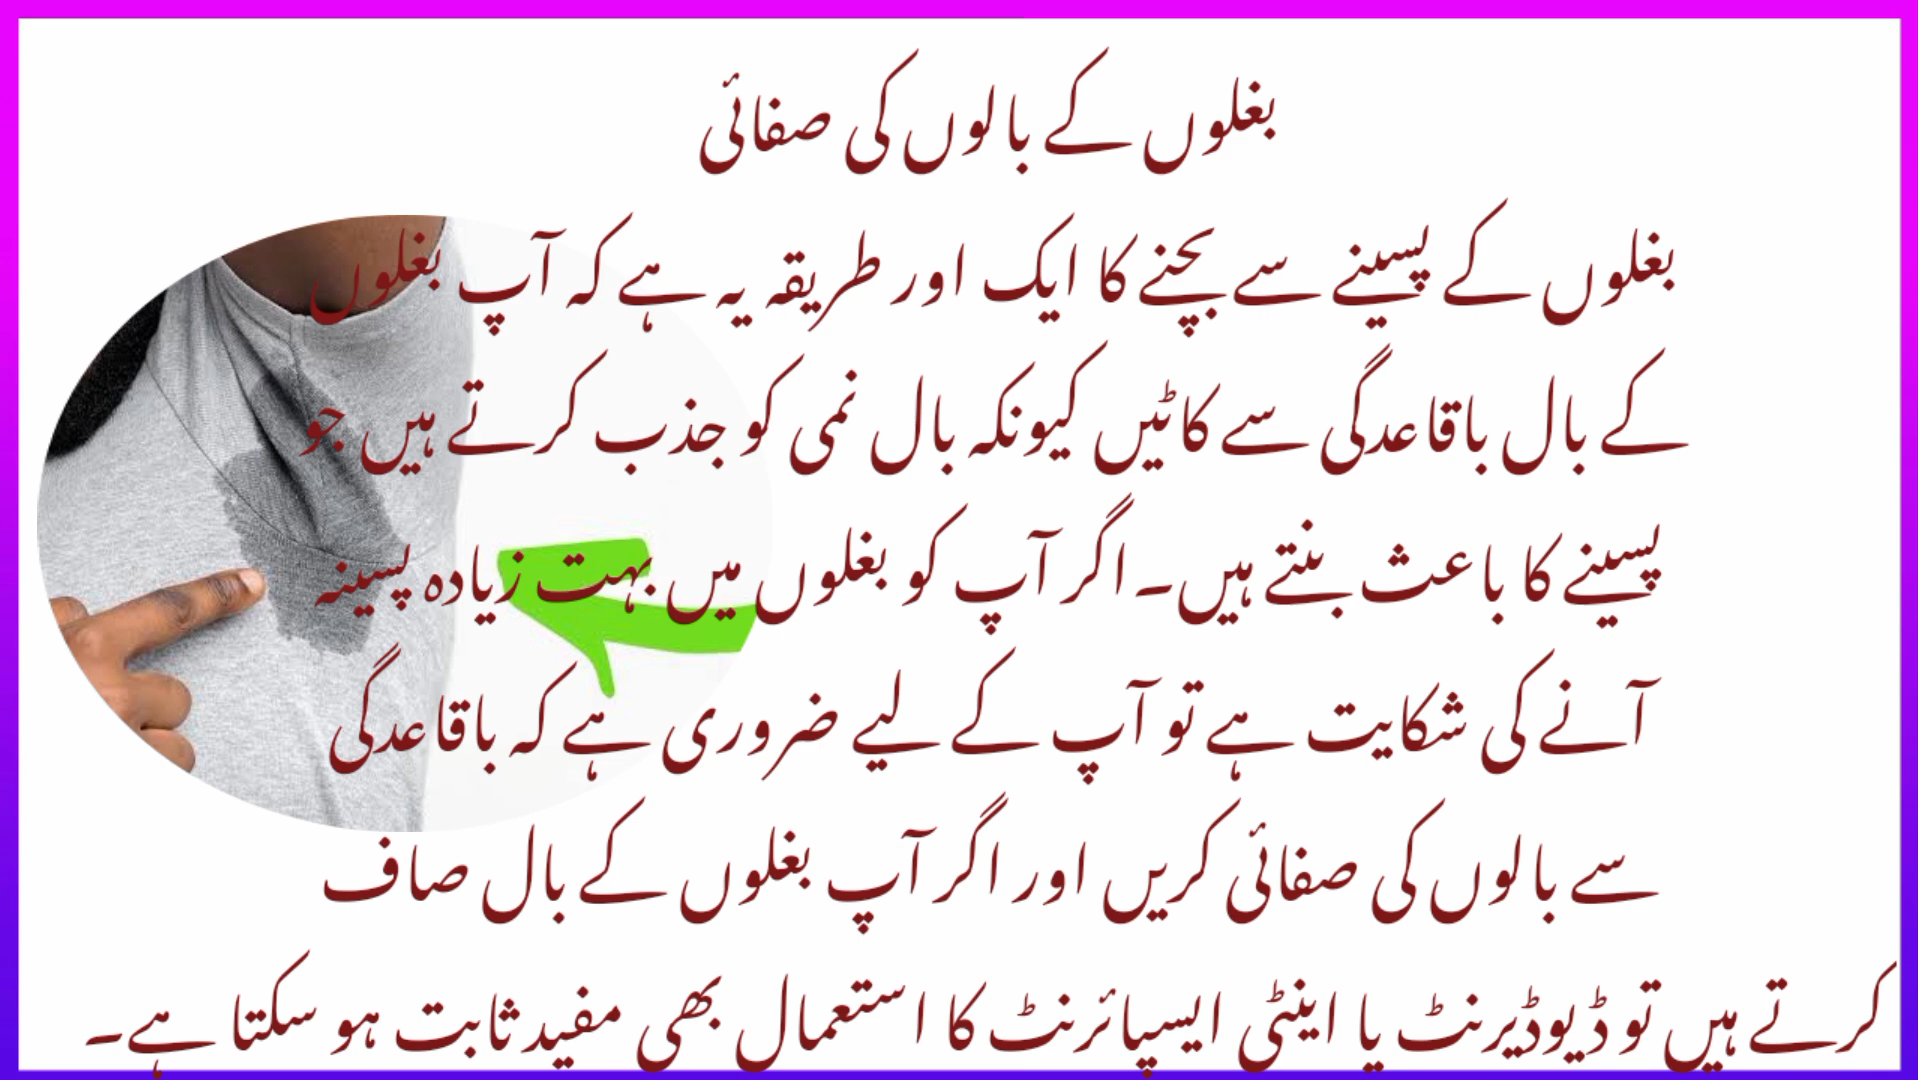 بغلوں کے بالوں کی صفائی
بغلوں کے پسینے سے بچنے کا ایک اور طریقہ یہ ہے کہ آپ بغلوں
کے بال باقاعدگی سے کاٹیں کیونکہ بال نمی کو جذب کرتے ہیں جو
پسینے کا باعث بنتے ہیں۔ اگر آپ کو بغلوں میں بہت زیادہ پسینہ
آنے کی شکایت ہے تو آپ کے لیے ضروری ہے کہ باقاعدگی
سے بالوں کی صفائی کریں اور اگر آپ بغلوں کے بال صاف
کرتے ہیں تو ڈیوڈیرنٹ یا اینٹی ایسپائرنٹ کا استعمال بھی مفید ثابت ہو سکتا ہے۔